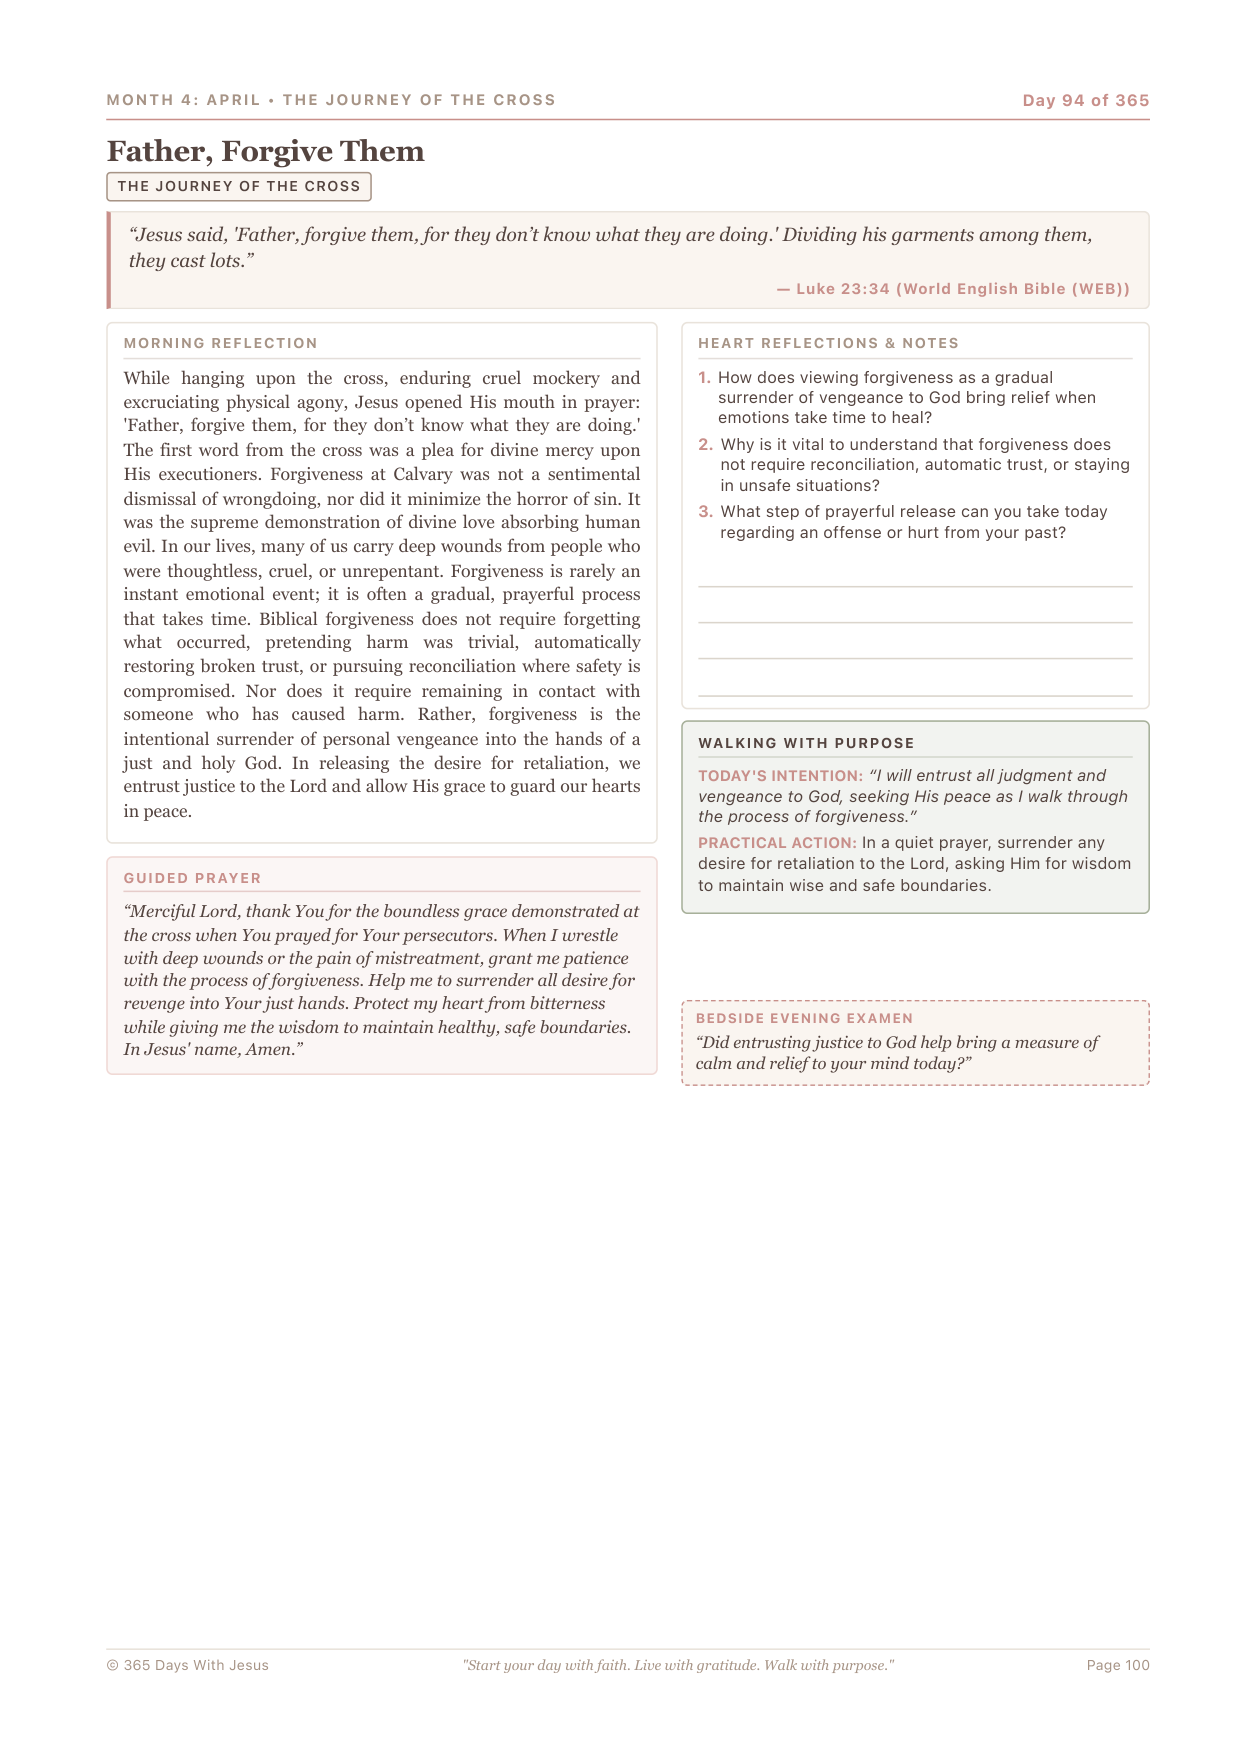 MONTH 4: APRIL • THE JOURNEY OF THE CROSS
Day 94 of 365
Father, Forgive Them
THE JOURNEY OF THE CROSS
“Jesus said, 'Father, forgive them, for they don’t know what they are doing.' Dividing his garments among them,
they cast lots.”
— Luke 23:34 (World English Bible (WEB))
MORNING REFLECTION
While hanging upon the cross, enduring cruel mockery and
excruciating physical agony, Jesus opened His mouth in prayer:
'Father, forgive them, for they don’t know what they are doing.'
The first word from the cross was a plea for divine mercy upon
His executioners. Forgiveness at Calvary was not a sentimental
dismissal of wrongdoing, nor did it minimize the horror of sin. It
was the supreme demonstration of divine love absorbing human
evil. In our lives, many of us carry deep wounds from people who
were thoughtless, cruel, or unrepentant. Forgiveness is rarely an
instant emotional event; it is often a gradual, prayerful process
that takes time. Biblical forgiveness does not require forgetting
what occurred, pretending harm was trivial, automatically
restoring broken trust, or pursuing reconciliation where safety is
compromised. Nor does it require remaining in contact with
someone who has caused harm. Rather, forgiveness is the
intentional surrender of personal vengeance into the hands of a
just and holy God. In releasing the desire for retaliation, we
entrust justice to the Lord and allow His grace to guard our hearts
in peace.
GUIDED PRAYER
“Merciful Lord, thank You for the boundless grace demonstrated at
the cross when You prayed for Your persecutors. When I wrestle
with deep wounds or the pain of mistreatment, grant me patience
with the process of forgiveness. Help me to surrender all desire for
revenge into Your just hands. Protect my heart from bitterness
while giving me the wisdom to maintain healthy, safe boundaries.
In Jesus' name, Amen.”
HEART REFLECTIONS & NOTES
1. How does viewing forgiveness as a gradual
surrender of vengeance to God bring relief when
emotions take time to heal?
2. Why is it vital to understand that forgiveness does
not require reconciliation, automatic trust, or staying
in unsafe situations?
3. What step of prayerful release can you take today
regarding an offense or hurt from your past?
WALKING WITH PURPOSE
TODAY'S INTENTION: “I will entrust all judgment and
vengeance to God, seeking His peace as I walk through
the process of forgiveness.”
PRACTICAL ACTION: In a quiet prayer, surrender any
desire for retaliation to the Lord, asking Him for wisdom
to maintain wise and safe boundaries.
BEDSIDE EVENING EXAMEN
“Did entrusting justice to God help bring a measure of
calm and relief to your mind today?”
© 365 Days With Jesus
"Start your day with faith. Live with gratitude. Walk with purpose."
Page 100